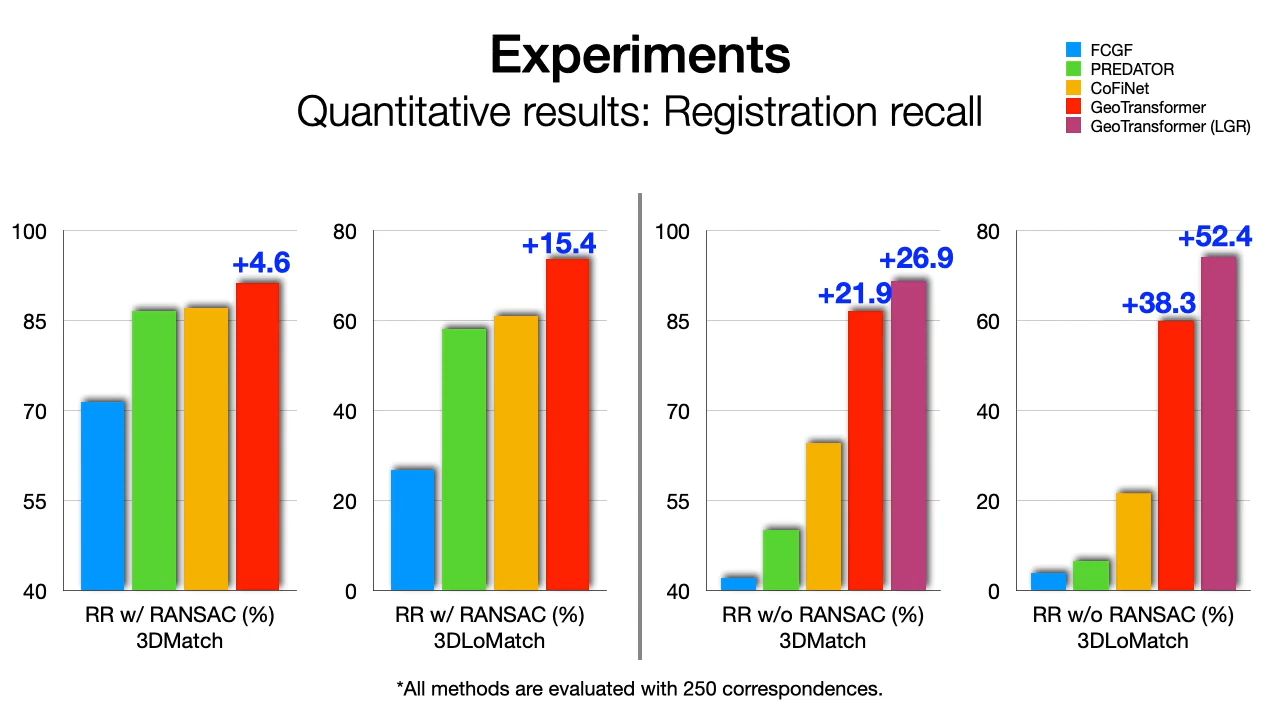 Experiments
Quantitative results: Registration recall
FCGF
PREDATOR
CoFiNet
GeoTransformer
GeoTransformer (LGR)
100
85
70
55
40
+4.6
RR w/ RANSAC (%)
3DMatch
80
60
40
20
0
+15.4
RR w/ RANSAC (%)
3DLoMatch
100
85
70
55
40
+21.9
+26.9
RR w/o RANSAC (%)
3DMatch
80
60
40
20
0
+38.3
+52.4
RR w/o RANSAC (%)
3DLoMatch
*All methods are evaluated with 250 correspondences.